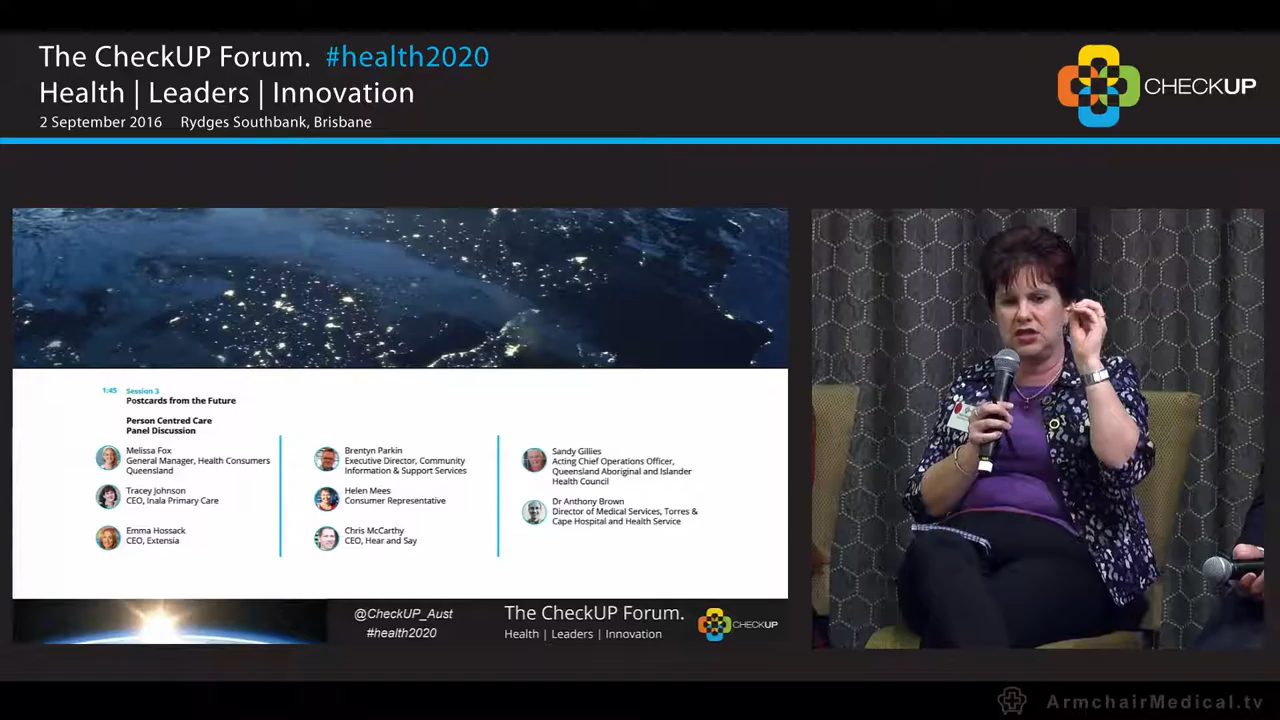 The CheckUP Forum. #health2020
Health | Leaders | Innovation
2 September 2016 Rydges Southbank, Brisbane
CHECKUP
1:45 Session 3
Postcards from the Future
Person Centred Care
Panel Discussion
Melissa Fox
General Manager, Health Consumers
Queensland
Tracey Johnson
CEO, Inala Primary Care
Emma Hossack
CEO, Extensia
Brentyn Parkin
Executive Director, Community
Information & Support Services
Helen Mees
Consumer Representative
Chris McCarthy
CEO, Hear and Say
Sandy Gillies
Acting Chief Operations Officer,
Queensland Aboriginal and Islander
Health Council
Dr Anthony Brown
Director of Medical Services, Torres &
Cape Hospital and Health Service
@CheckUP_Aust
#health2020
The CheckUP Forum.
Health | Leaders | Innovation
CHECKUP
ArmchairMedical.tv